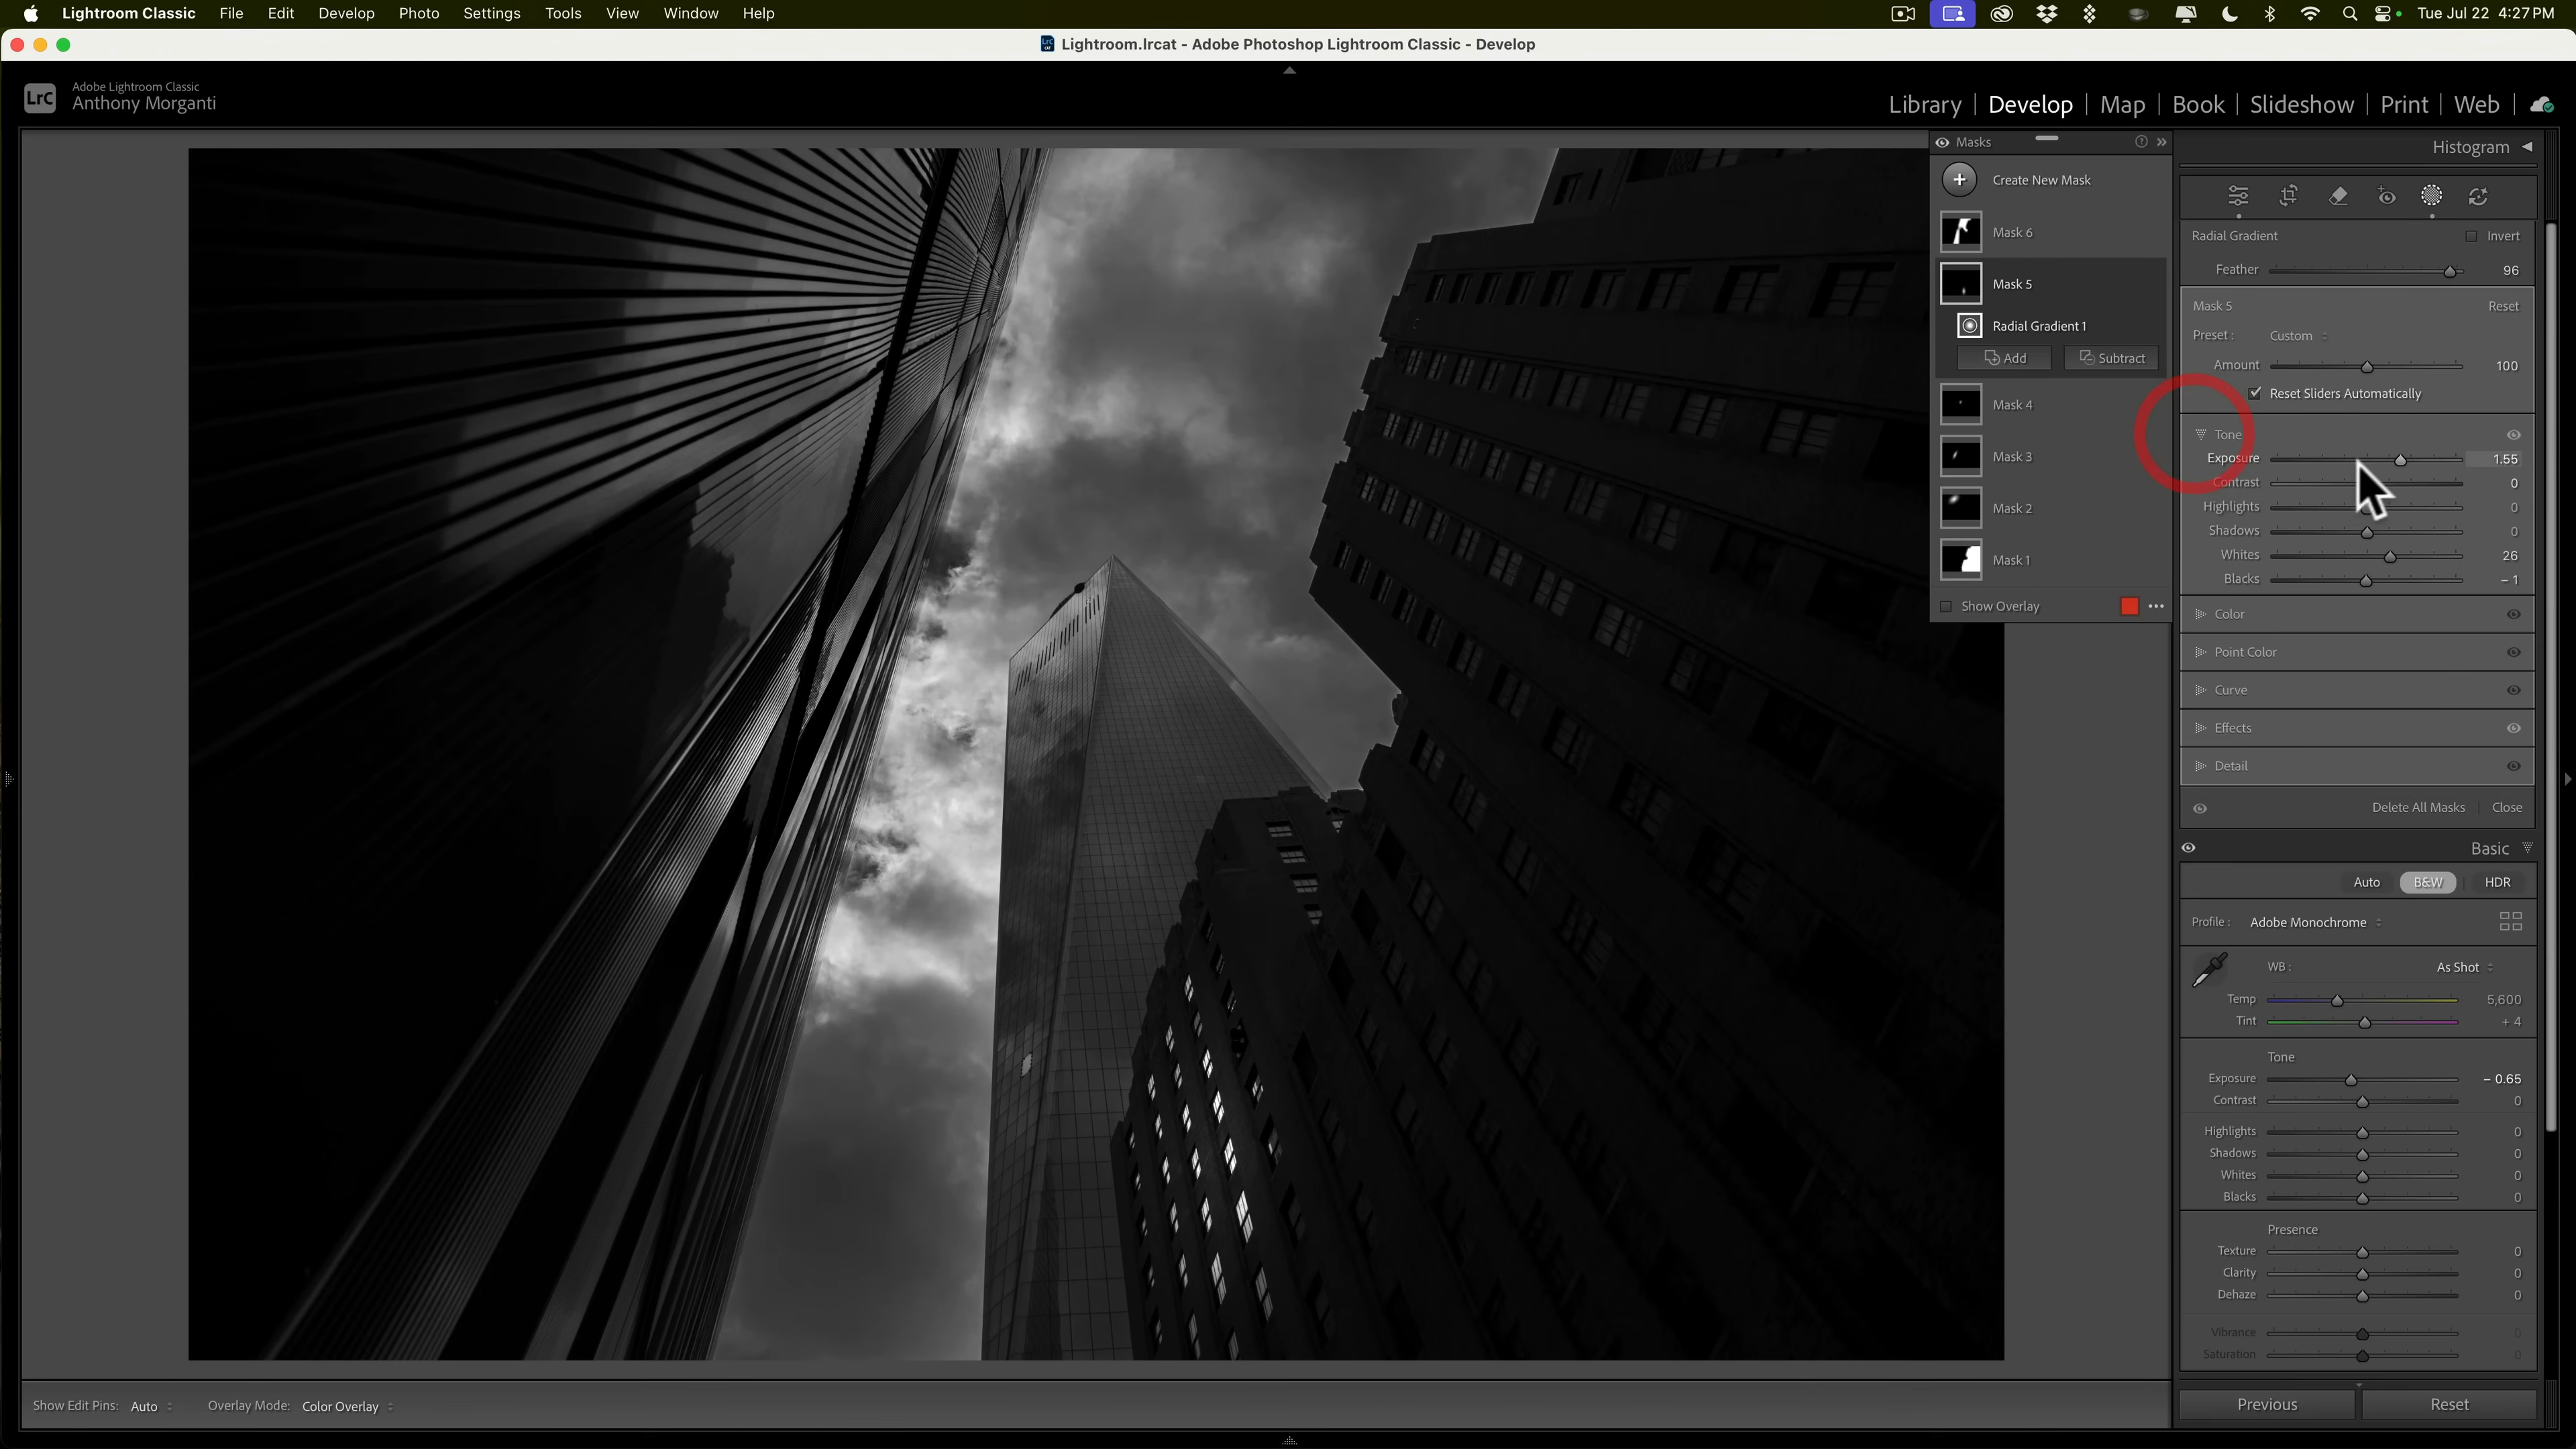 Lightroom Classic File Edit Develop Photo Settings Tools View Window Help Tue Jul 22 4:27 PM
Lightroom.lrcat - Adobe Photoshop Lightroom Classic - Develop
LrC
Adobe Lightroom Classic
Anthony Morganti
Library | Develop | Map | Book | Slideshow | Print | Web |
Masks
Create New Mask
Mask 6
Mask 5
Radial Gradient 1
Add Subtract
Mask 4
Mask 3
Mask 2
Mask 1
Show Overlay
Histogram
Radial Gradient Invert
Feather 96
Mask 5 Reset
Preset : Custom
Amount 100
Reset Sliders Automatically
Tone
Exposure 1.55
Contrast 0
Highlights 0
Shadows 0
Whites 26
Blacks – 1
Color
Point Color
Curve
Effects
Detail
Delete All Masks Close
Basic
Auto B&W HDR
Profile : Adobe Monochrome
WB : As Shot
Temp 5,600
Tint + 4
Tone
Exposure – 0.65
Contrast 0
Highlights 0
Shadows 0
Whites 0
Blacks 0
Presence
Texture 0
Clarity 0
Dehaze 0
Vibrance 0
Saturation 0
Previous Reset
Show Edit Pins: Auto Overlay Mode: Color Overlay